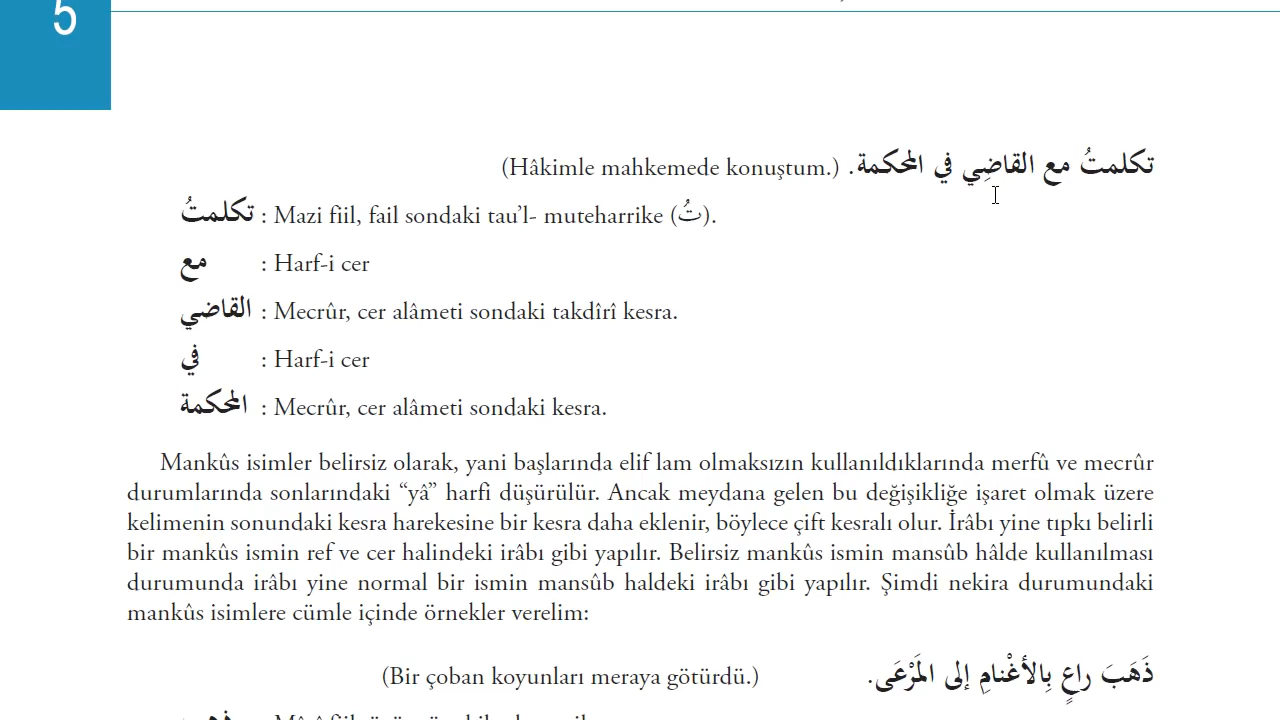 5
(Hâkimle mahkemede konuştum.) تكلمتُ مع القاضِي في المحكمة.
تكلمتُ : Mazi fiil, fail sondaki tau’l- muteharrike (تُ).
مع : Harf-i cer
القاضي : Mecrûr, cer alâmeti sondaki takdîrî kesra.
في : Harf-i cer
المحكمة : Mecrûr, cer alâmeti sondaki kesra.
Mankûs isimler belirsiz olarak, yani başlarında elif lam olmaksızın kullanıldıklarında merfû ve mecrûr
durumlarında sonlarındaki “yâ” harfi düşürülür. Ancak meydana gelen bu değişikliğe işaret olmak üzere
kelimenin sonundaki kesra harekesine bir kesra daha eklenir, böylece çift kesralı olur. İrâbı yine tıpkı belirli
bir mankûs ismin ref ve cer halindeki irâbı gibi yapılır. Belirsiz mankûs ismin mansûb hâlde kullanılması
durumunda irâbı yine normal bir ismin mansûb haldeki irâbı gibi yapılır. Şimdi nekira durumundaki
mankûs isimlere cümle içinde örnekler verelim:
(Bir çoban koyunları meraya götürdü.) ذَهَبَ راعٍ بِالأَغْنامِ إلى المَرْعَى.